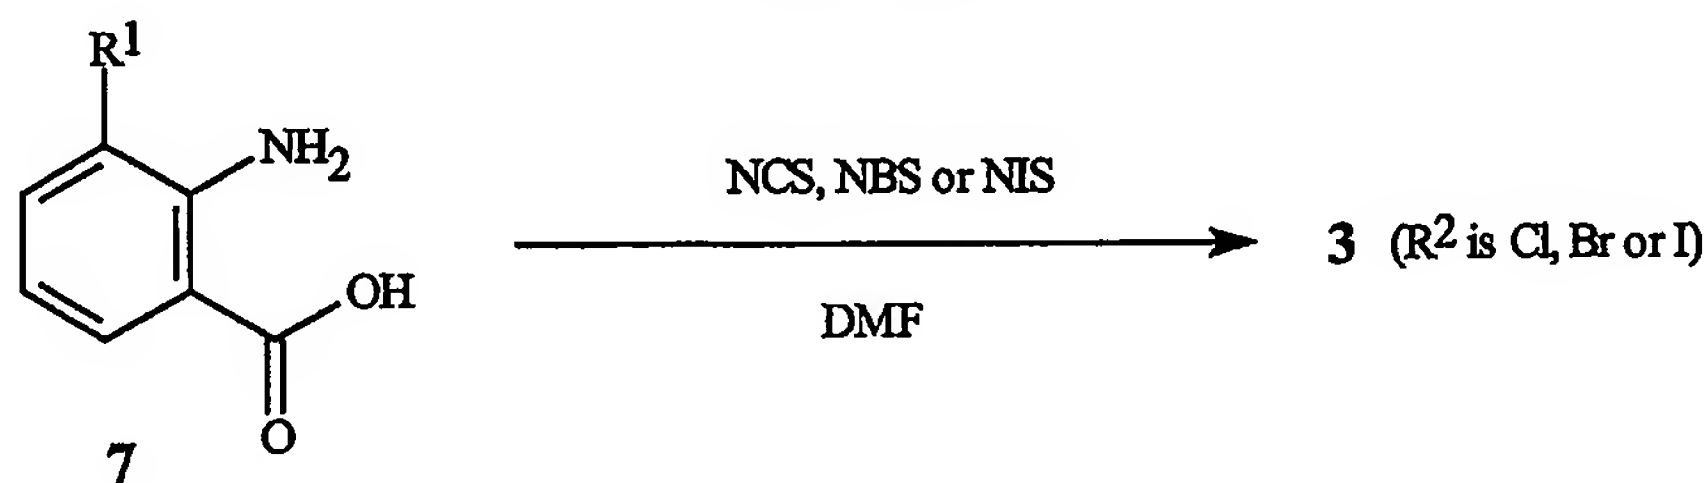 R¹
NH₂
OH
O
7
NCS, NBS or NIS
DMF
3 (R² is Cl, Br or I)